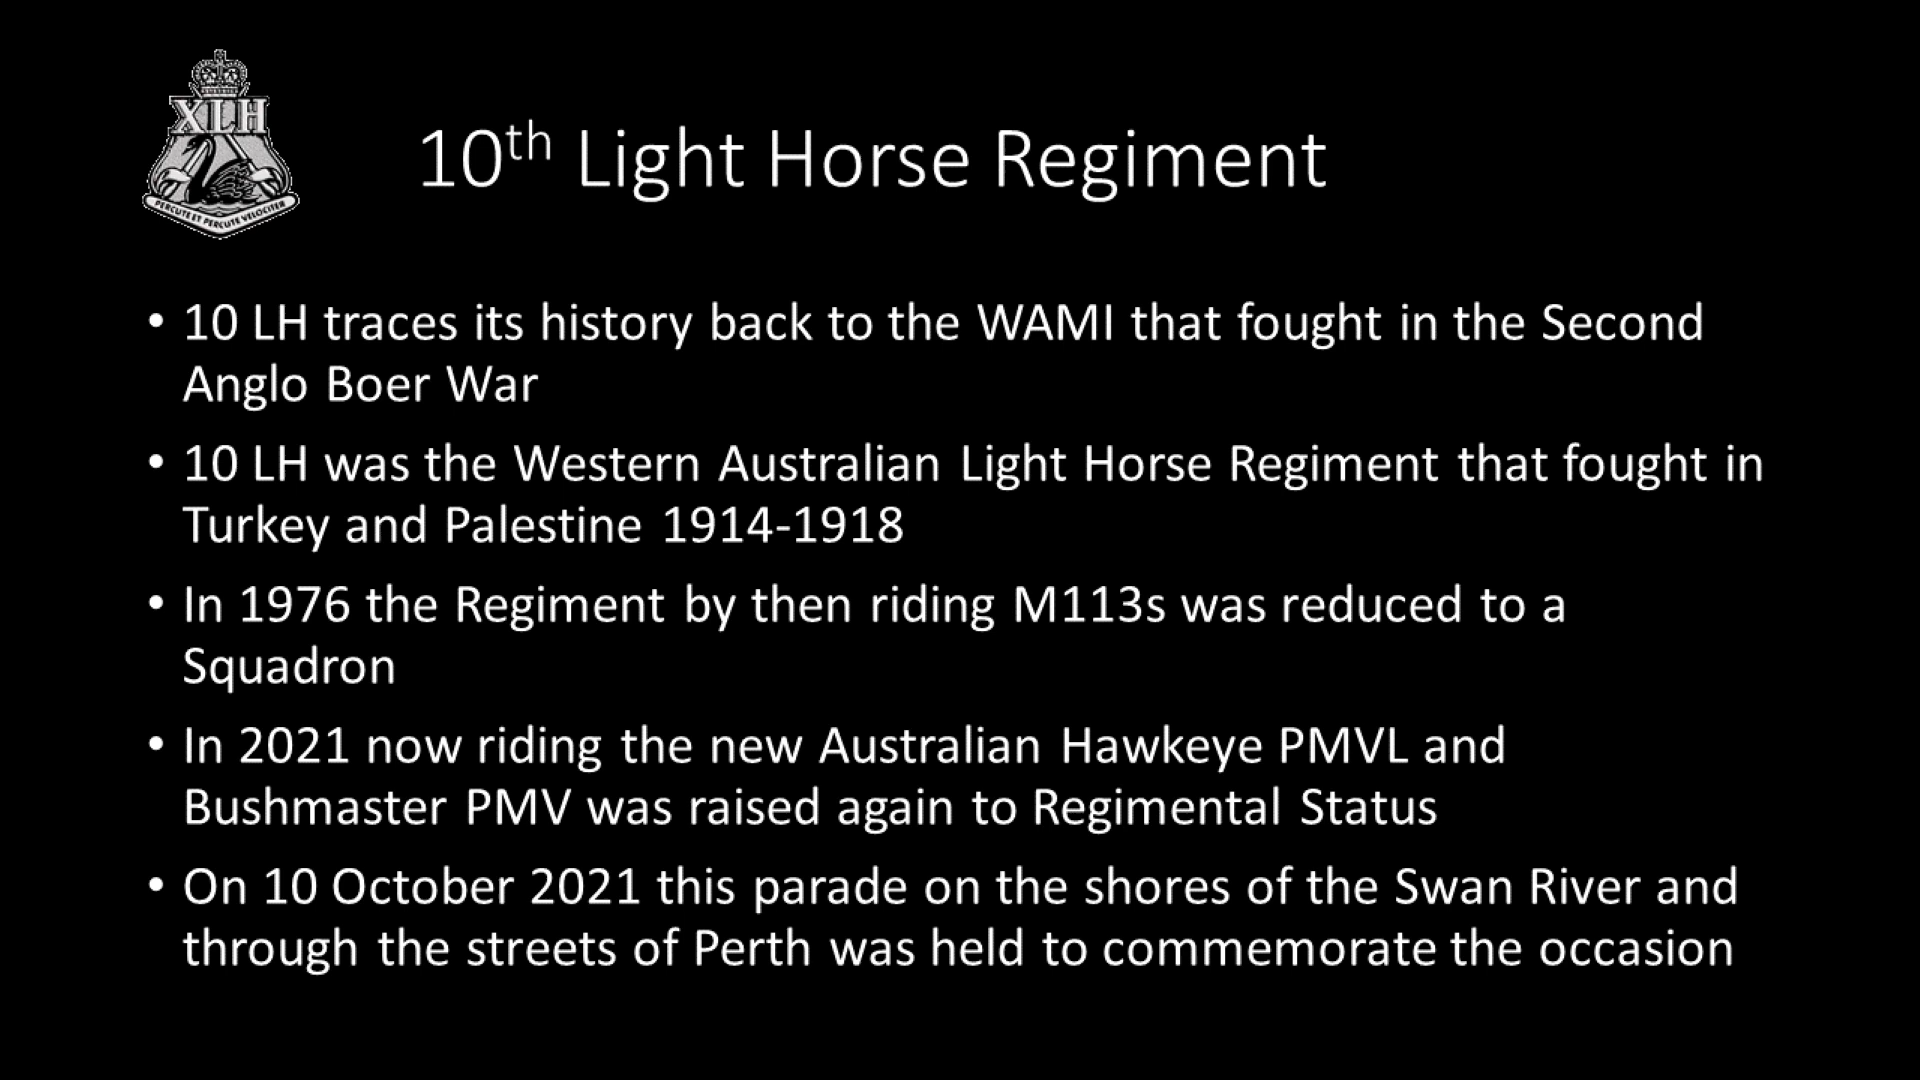 XLH
PERCUTE ET PERCUTE VELOCITER
10th Light Horse Regiment
• 10 LH traces its history back to the WAMI that fought in the Second
Anglo Boer War
• 10 LH was the Western Australian Light Horse Regiment that fought in
Turkey and Palestine 1914-1918
• In 1976 the Regiment by then riding M113s was reduced to a
Squadron
• In 2021 now riding the new Australian Hawkeye PMVL and
Bushmaster PMV was raised again to Regimental Status
• On 10 October 2021 this parade on the shores of the Swan River and
through the streets of Perth was held to commemorate the occasion